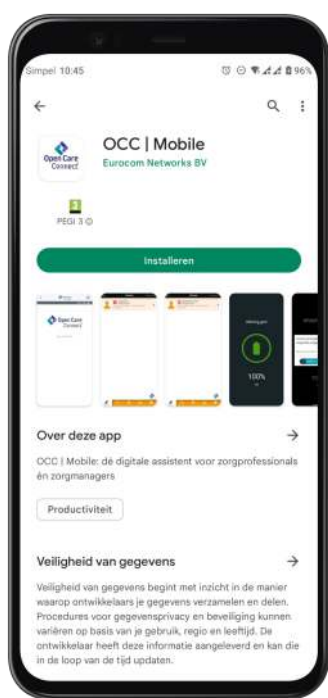 Simpel 10:45
96%
OCC | Mobile
Eurocom Networks BV
Open Care
Connect
3
PEGI 3
Installeren
Open Care
Connect
100%
Over deze app
OCC | Mobile: dé digitale assistent voor zorgprofessionals
én zorgmanagers
Productiviteit
Veiligheid van gegevens
Veiligheid van gegevens begint met inzicht in de manier
waarop ontwikkelaars je gegevens verzamelen en delen.
Procedures voor gegevensprivacy en beveiliging kunnen
variëren op basis van je gebruik, regio en leeftijd. De
ontwikkelaar heeft deze informatie aangeleverd en kan die
in de loop van de tijd updaten.